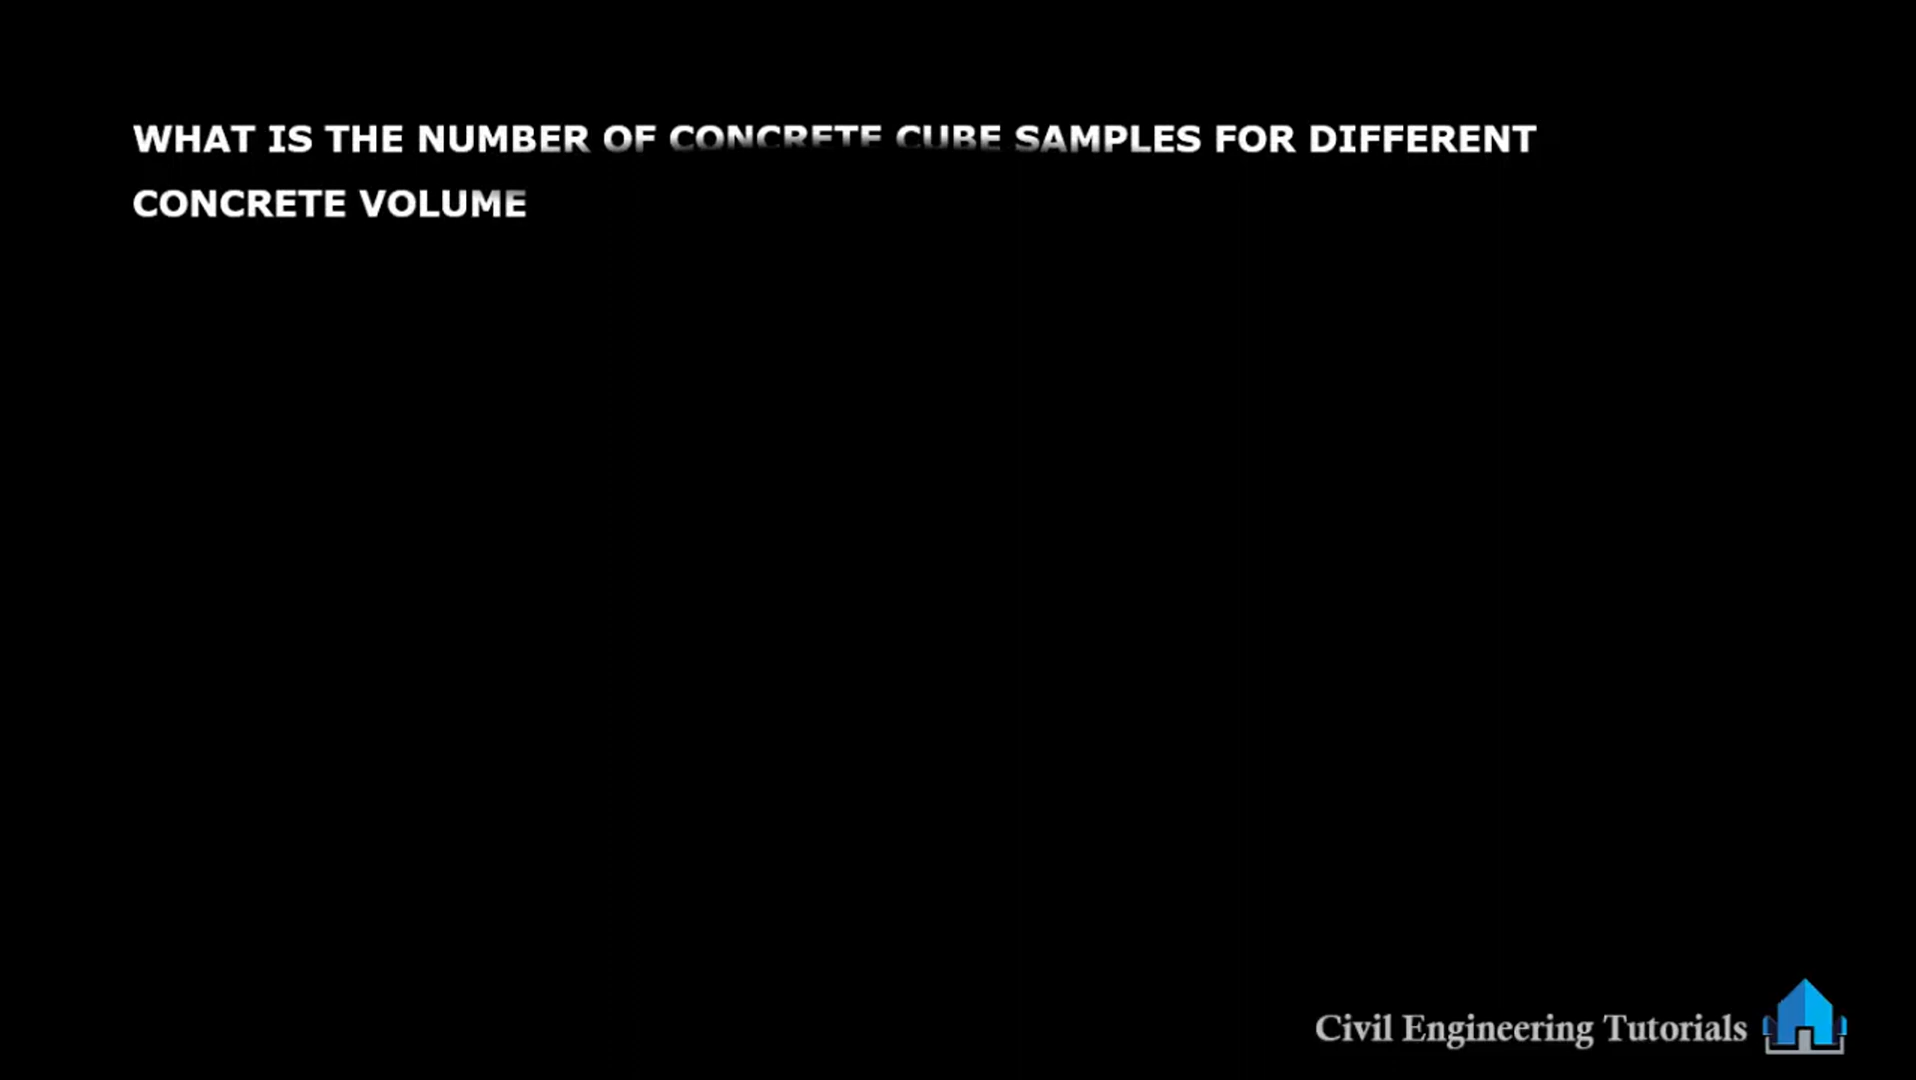 WHAT IS THE NUMBER OF CONCRETE CUBE SAMPLES FOR DIFFERENT
CONCRETE VOLUME
Civil Engineering Tutorials